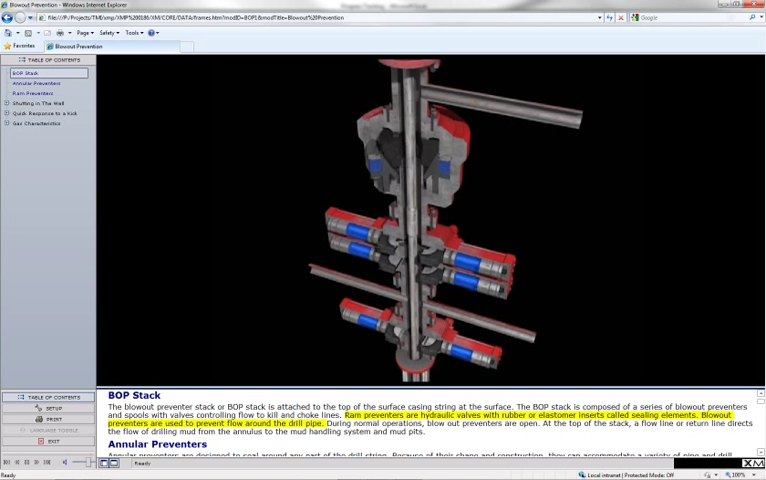 Blowout Prevention - Windows Internet Explorer
Google
Favorites
Blowout Prevention
Page
Safety
Tools
TABLE OF CONTENTS
BOP Stack
Annular Preventers
Ram Preventers
Shutting in The Well
Quick Response to a Kick
Gas Characteristics
TABLE OF CONTENTS
SETUP
PRINT
LANGUAGE TOGGLE
EXIT
BOP Stack
The blowout preventer stack or BOP stack is attached to the top of the surface casing string at the surface. The BOP stack is composed of a series of blowout preventers
and spools with valves controlling flow to kill and choke lines. Ram preventers are hydraulic valves with rubber or elastomer inserts called sealing elements. Blowout
preventers are used to prevent flow around the drill pipe. During normal operations, blow out preventers are open. At the top of the stack, a flow line or return line directs
the flow of drilling mud from the annulus to the mud handling system and mud pits.
Annular Preventers
Ready
XM
Ready
Local intranet | Protected Mode: Off
100%